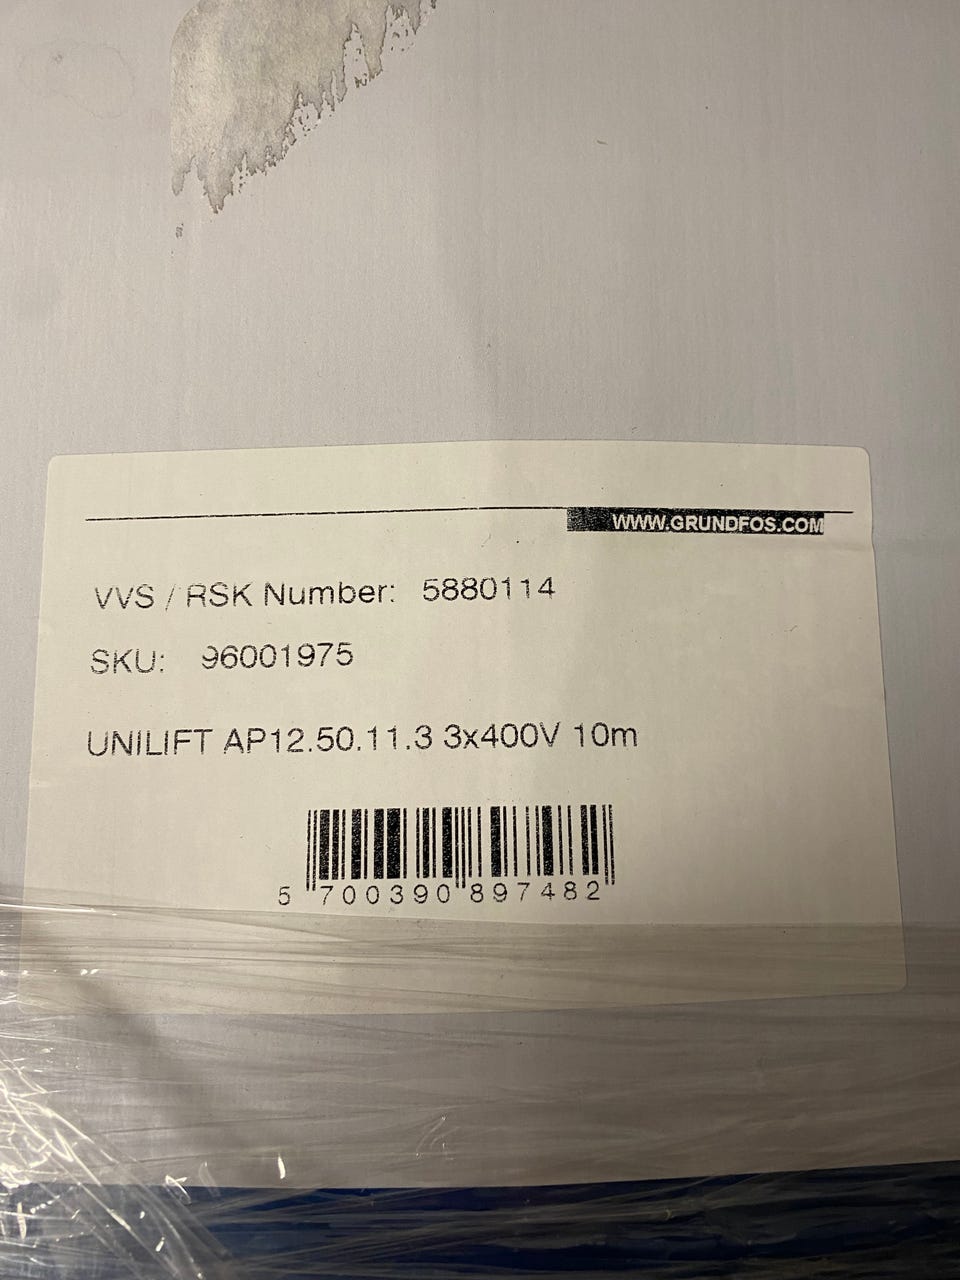 WWW.GRUNDFOS.COM
VVS / RSK Number: 5880114
SKU: 96001975
UNILIFT AP12.50.11.3 3x400V 10m
5 700390 897482